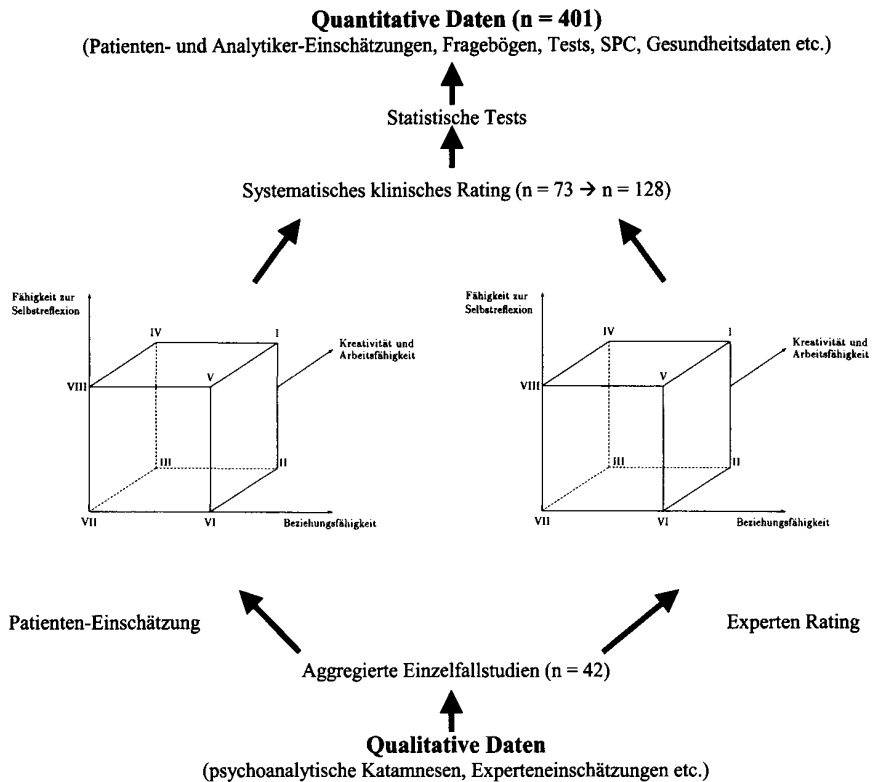 Quantitative Daten (n = 401)
(Patienten- und Analytiker-Einschätzungen, Fragebögen, Tests, SPC, Gesundheitsdaten etc.)
Statistische Tests
Systematisches klinisches Rating (n = 73 → n = 128)
Fähigkeit zur
Selbstreflexion
IV
I
Kreativität und
Arbeitsfähigkeit
VIII
V
III
II
VII
VI
Beziehungsfähigkeit
Fähigkeit zur
Selbstreflexion
IV
I
Kreativität und
Arbeitsfähigkeit
VIII
V
III
II
VII
VI
Beziehungsfähigkeit
Patienten-Einschätzung
Experten Rating
Aggregierte Einzelfallstudien (n = 42)
Qualitative Daten
(psychoanalytische Katamnesen, Experteneinschätzungen etc.)